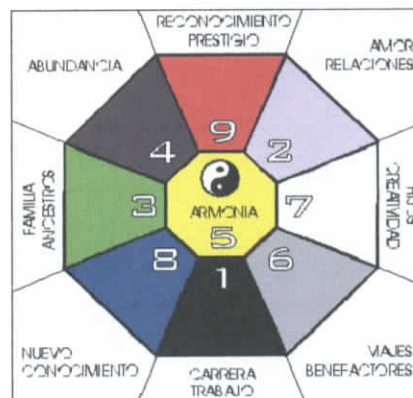 RECONOCIMIENTO
PRESTIGIO
ABUNDANCIA
AMOR
RELACIONES
9
4
2
FAMILIA
ANCESTROS
3
ARMONIA
5
7
CREATIVIDAD
8
1
6
NUEVO
CONOCIMIENTO
CARRERA
TRABAJO
VIAJES
BENEFACTORES